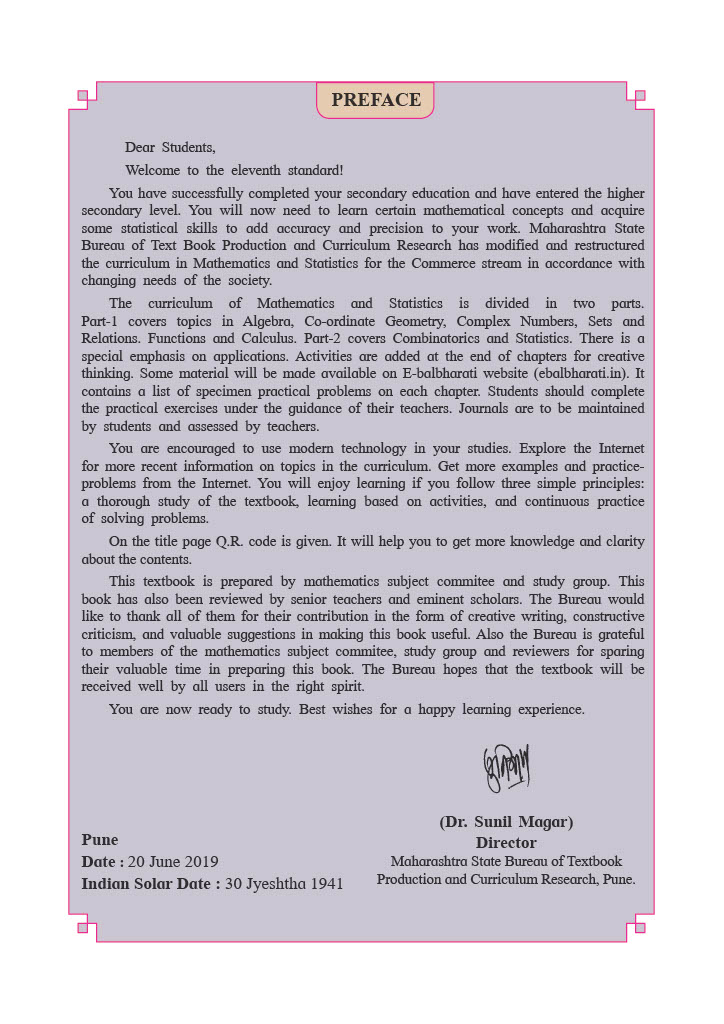 PREFACE
Dear Students,
Welcome to the eleventh standard!
You have successfully completed your secondary education and have entered the higher
secondary level. You will now need to learn certain mathematical concepts and acquire
some statistical skills to add accuracy and precision to your work. Maharashtra State
Bureau of Text Book Production and Curriculum Research has modified and restructured
the curriculum in Mathematics and Statistics for the Commerce stream in accordance with
changing needs of the society.
The curriculum of Mathematics and Statistics is divided in two parts.
Part-1 covers topics in Algebra, Co-ordinate Geometry, Complex Numbers, Sets and
Relations. Functions and Calculus. Part-2 covers Combinatorics and Statistics. There is a
special emphasis on applications. Activities are added at the end of chapters for creative
thinking. Some material will be made available on E-balbharati website (ebalbharati.in). It
contains a list of specimen practical problems on each chapter. Students should complete
the practical exercises under the guidance of their teachers. Journals are to be maintained
by students and assessed by teachers.
You are encouraged to use modern technology in your studies. Explore the Internet
for more recent information on topics in the curriculum. Get more examples and practice-
problems from the Internet. You will enjoy learning if you follow three simple principles:
a thorough study of the textbook, learning based on activities, and continuous practice
of solving problems.
On the title page Q.R. code is given. It will help you to get more knowledge and clarity
about the contents.
This textbook is prepared by mathematics subject commitee and study group. This
book has also been reviewed by senior teachers and eminent scholars. The Bureau would
like to thank all of them for their contribution in the form of creative writing, constructive
criticism, and valuable suggestions in making this book useful. Also the Bureau is grateful
to members of the mathematics subject commitee, study group and reviewers for sparing
their valuable time in preparing this book. The Bureau hopes that the textbook will be
received well by all users in the right spirit.
You are now ready to study. Best wishes for a happy learning experience.
(Dr. Sunil Magar)
Director
Maharashtra State Bureau of Textbook
Production and Curriculum Research, Pune.
Pune
Date : 20 June 2019
Indian Solar Date : 30 Jyeshtha 1941